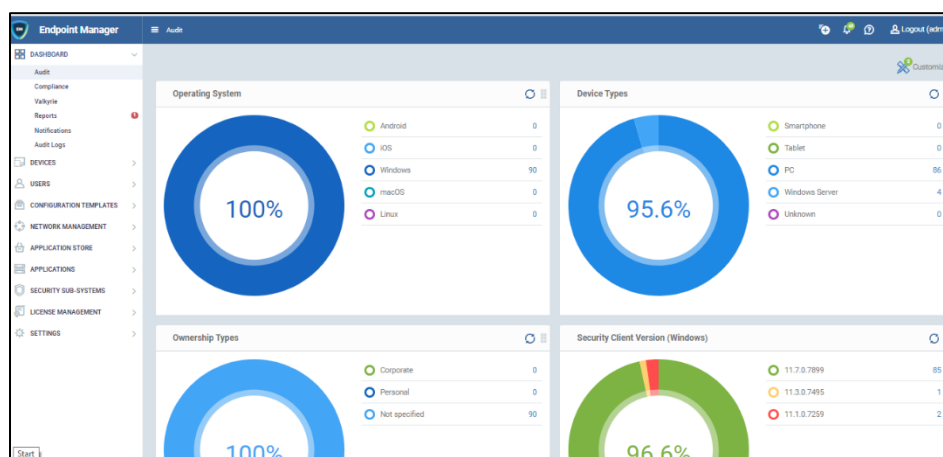 Endpoint Manager
Audit
Logout (adm
DASHBOARD
Audit
Compliance
Valkyrie
Reports
Notifications
Audit Logs
DEVICES
USERS
CONFIGURATION TEMPLATES
NETWORK MANAGEMENT
APPLICATION STORE
APPLICATIONS
SECURITY SUB-SYSTEMS
LICENSE MANAGEMENT
SETTINGS
Start
Customiz
Operating System
100%
Android 0
iOS 0
Windows 90
macOS 0
Linux 0
Device Types
95.6%
Smartphone 0
Tablet 0
PC 86
Windows Server 4
Unknown 0
Ownership Types
100%
Corporate 0
Personal 0
Not specified 90
Security Client Version (Windows)
96.6%
11.7.0.7899 85
11.3.0.7495 1
11.1.0.7259 2